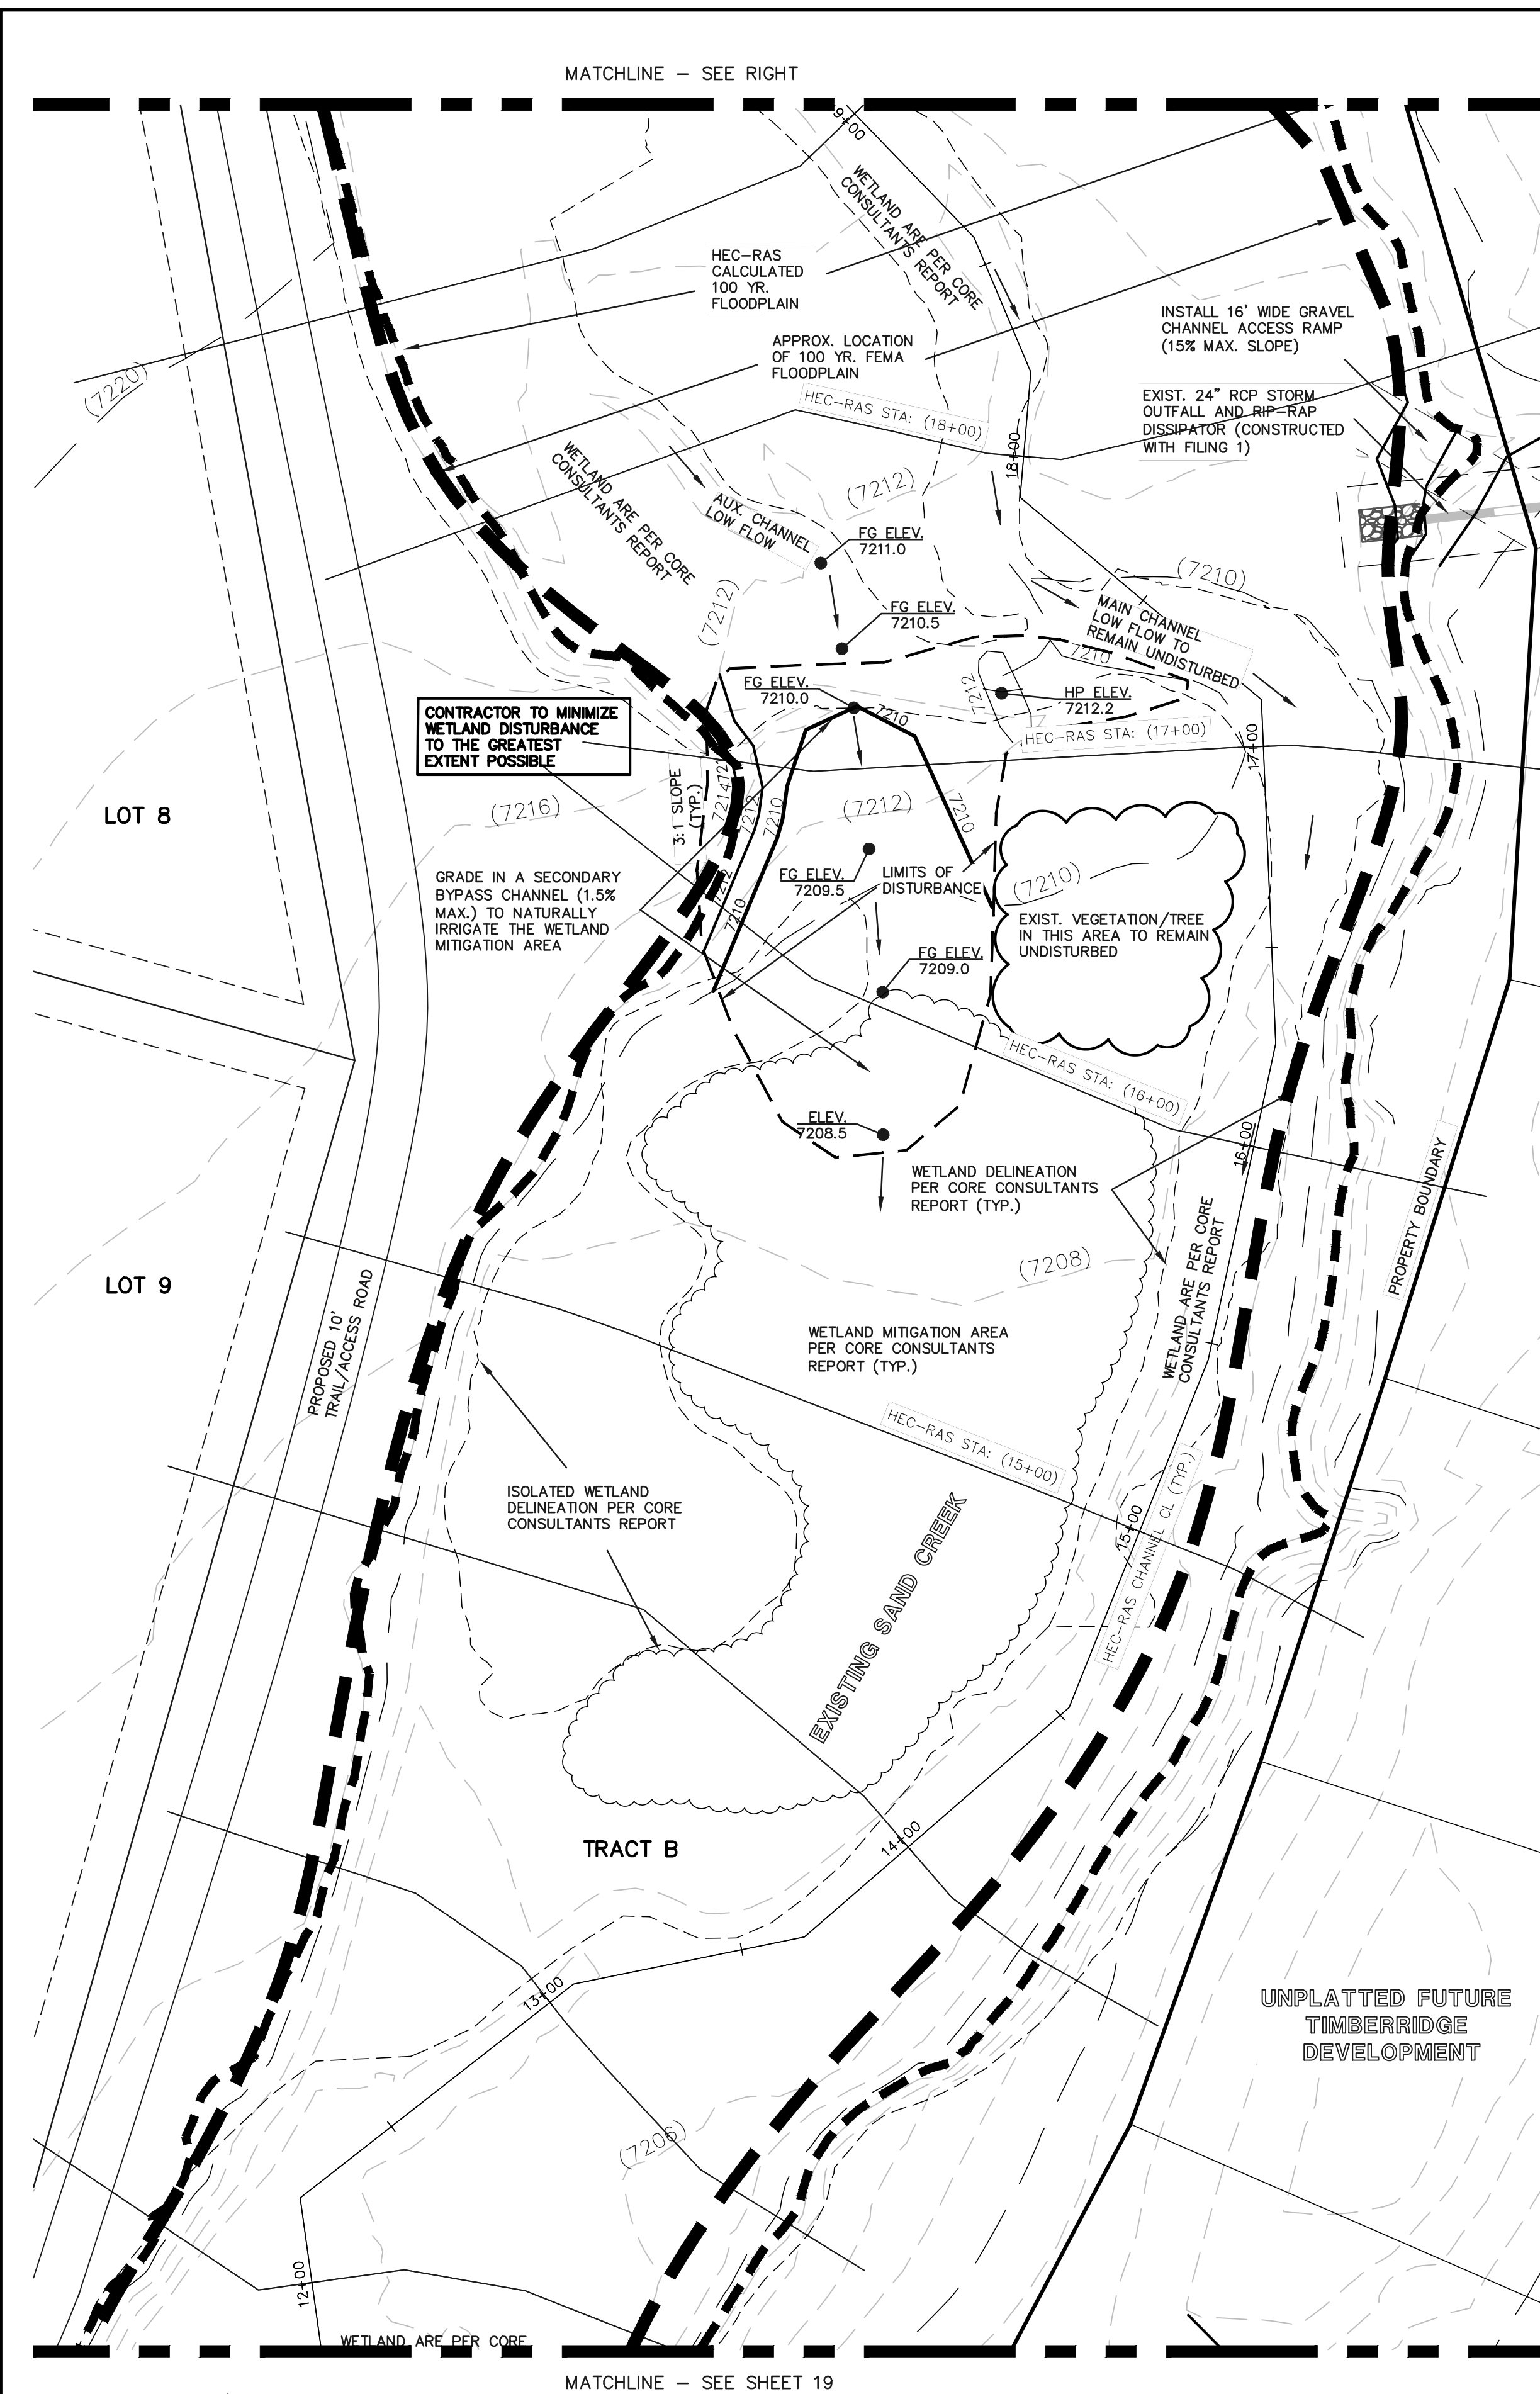 MATCHLINE – SEE RIGHT
19+00
WETLAND ARE PER CORE
CONSULTANTS REPORT
HEC-RAS
CALCULATED
100 YR.
FLOODPLAIN
INSTALL 16' WIDE GRAVEL
CHANNEL ACCESS RAMP
(15% MAX. SLOPE)
APPROX. LOCATION
OF 100 YR. FEMA
FLOODPLAIN
(7220)
HEC-RAS STA: (18+00)
18+00
EXIST. 24" RCP STORM
OUTFALL AND RIP-RAP
DISSIPATOR (CONSTRUCTED
WITH FILING 1)
WETLAND ARE PER CORE
CONSULTANTS REPORT
(7212)
AUX. CHANNEL
LOW FLOW
FG ELEV.
7211.0
(7210)
(7212)
FG ELEV.
7210.5
MAIN CHANNEL
LOW FLOW TO
REMAIN UNDISTURBED
7210
FG ELEV.
7210.0
7210
7212
HP ELEV.
7212.2
HEC-RAS STA: (17+00)
17+00
CONTRACTOR TO MINIMIZE
WETLAND DISTURBANCE
TO THE GREATEST
EXTENT POSSIBLE
3:1 SLOPE
(TYP.)
7214
7212
7210
(7216)
(7212)
7210
LOT 8
GRADE IN A SECONDARY
BYPASS CHANNEL (1.5%
MAX.) TO NATURALLY
IRRIGATE THE WETLAND
MITIGATION AREA
7212
7210
FG ELEV.
7209.5
LIMITS OF
DISTURBANCE
(7210)
EXIST. VEGETATION/TREE
IN THIS AREA TO REMAIN
UNDISTURBED
FG ELEV.
7209.0
HEC-RAS STA: (16+00)
16+00
ELEV.
7208.5
WETLAND DELINEATION
PER CORE CONSULTANTS
REPORT (TYP.)
WETLAND ARE PER CORE
CONSULTANTS REPORT
PROPERTY BOUNDARY
(7208)
LOT 9
PROPOSED 10'
TRAIL/ACCESS ROAD
WETLAND MITIGATION AREA
PER CORE CONSULTANTS
REPORT (TYP.)
HEC-RAS STA: (15+00)
15+00
HEC-RAS CHANNEL CL (TYP.)
ISOLATED WETLAND
DELINEATION PER CORE
CONSULTANTS REPORT
EXISTING SAND CREEK
TRACT B
14+00
13+00
UNPLATTED FUTURE
TIMBERRIDGE
DEVELOPMENT
(7206)
12+00
WETLAND ARE PER CORE
MATCHLINE – SEE SHEET 19